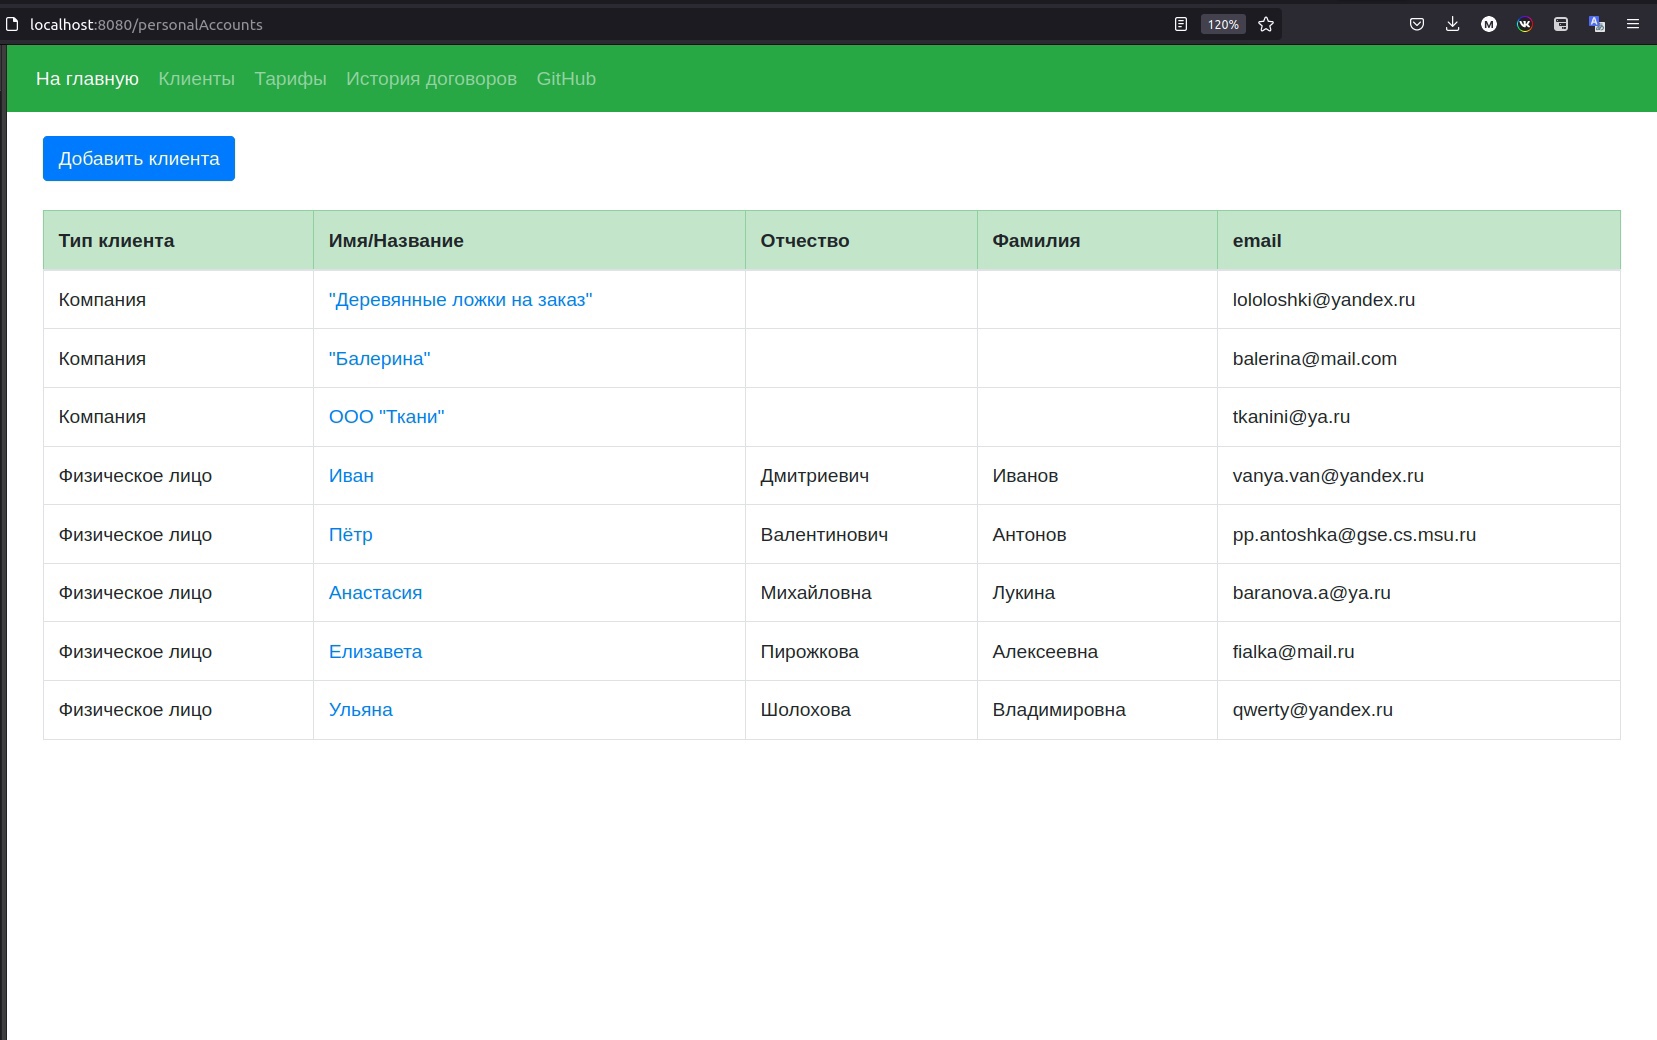 localhost:8080/personalAccounts 120%
На главную Клиенты Тарифы История договоров GitHub
Добавить клиента
Тип клиента Имя/Название Отчество Фамилия email
Компания "Деревянные ложки на заказ" lololoshki@yandex.ru
Компания "Балерина" balerina@mail.com
Компания ООО "Ткани" tkanini@ya.ru
Физическое лицо Иван Дмитриевич Иванов vanya.van@yandex.ru
Физическое лицо Пётр Валентинович Антонов pp.antoshka@gse.cs.msu.ru
Физическое лицо Анастасия Михайловна Лукина baranova.a@ya.ru
Физическое лицо Елизавета Пирожкова Алексеевна fialka@mail.ru
Физическое лицо Ульяна Шолохова Владимировна qwerty@yandex.ru